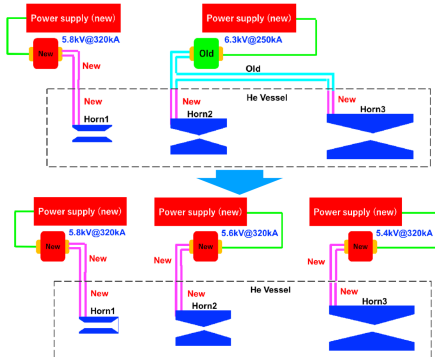 Power supply (new)
Power supply (new)
5.8kV@320kA
6.3kV@250kA
New
Old
New
Old
New
New
He Vessel
New
Horn1
Horn2
Horn3
Power supply (new)
Power supply (new)
Power supply (new)
5.8kV@320kA
5.6kV@320kA
5.4kV@320kA
New
New
New
New
New
New
New
New
He Vessel
New
Horn1
Horn2
Horn3